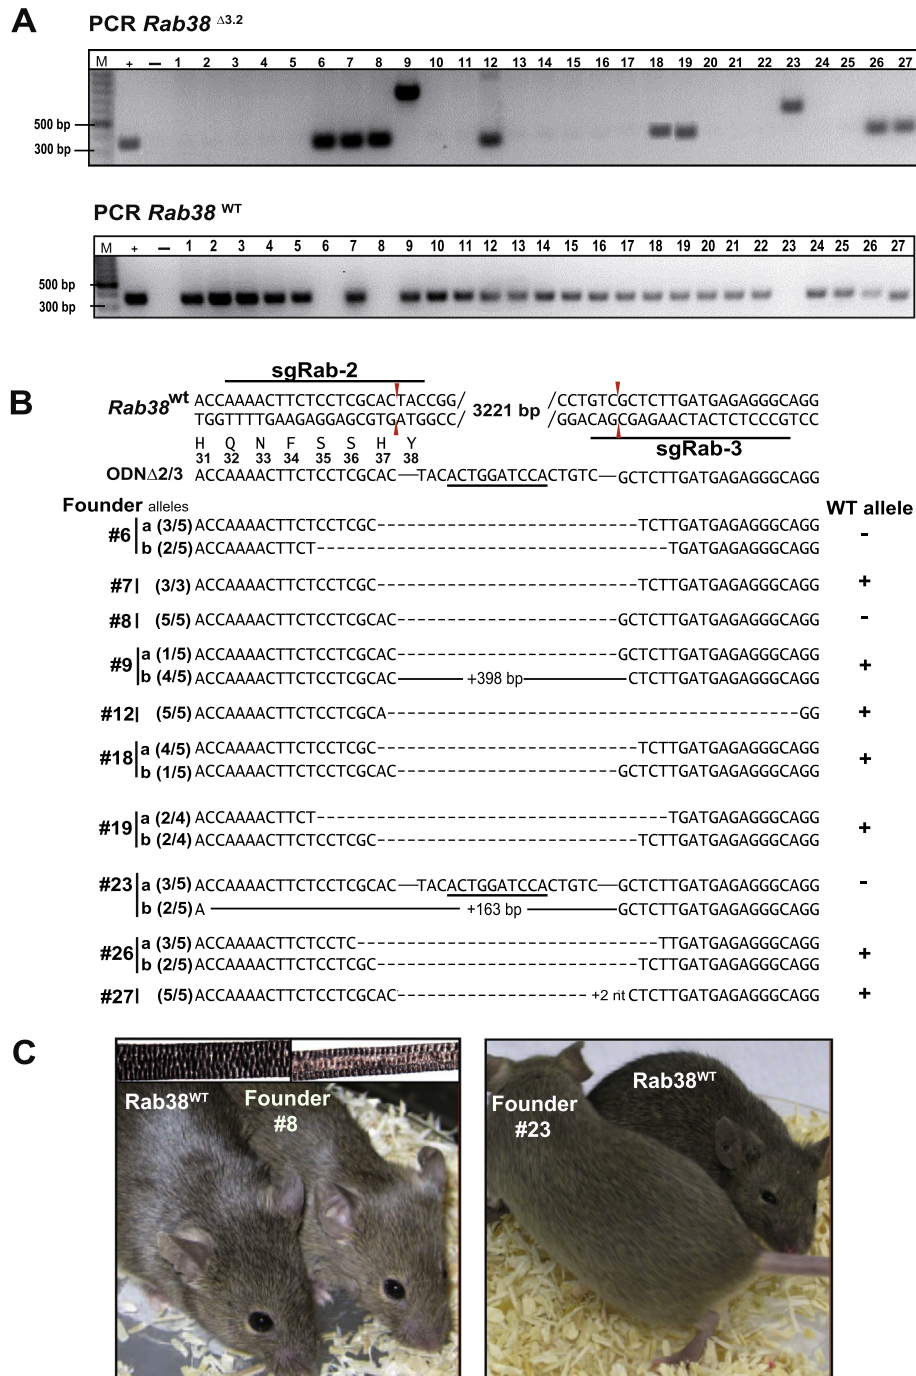 A
PCR Rab38 Δ3.2
M + – 1 2 3 4 5 6 7 8 9 10 11 12 13 14 15 16 17 18 19 20 21 22 23 24 25 26 27
500 bp
300 bp
PCR Rab38 WT
M + – 1 2 3 4 5 6 7 8 9 10 11 12 13 14 15 16 17 18 19 20 21 22 23 24 25 26 27
500 bp
300 bp
B
sgRab-2
Rab38wt ACCAAAACTTCTCCTCGCACTACCGG/ 3221 bp /CCTGTCGCTCTTGATGAGAGGGCAGG
TGGTTTTGAAGAGGAGCGTGATGGCC/ /GGACAGCGAGAACTACTCTCCCGTCC
sgRab-3
H Q N F S S H Y
31 32 33 34 35 36 37 38
ODNΔ2/3 ACCAAAACTTCTCCTCGCAC—TACACTGGATCCACTGTC—GCTCTTGATGAGAGGGCAGG
Founder alleles WT allele
#6 a (3/5) ACCAAAACTTCTCCTCGC--------------------------TCTTGATGAGAGGGCAGG -
b (2/5) ACCAAAACTTCT-----------------------------------TGATGAGAGGGCAGG
#7 (3/3) ACCAAAACTTCTCCTCGC--------------------------TCTTGATGAGAGGGCAGG +
#8 (5/5) ACCAAAACTTCTCCTCGCAC----------------------GCTCTTGATGAGAGGGCAGG -
#9 a (1/5) ACCAAAACTTCTCCTCGCAC----------------------GCTCTTGATGAGAGGGCAGG +
b (4/5) ACCAAAACTTCTCCTCGCAC—+398 bp—CTCTTGATGAGAGGGCAGG
#12 (5/5) ACCAAAACTTCTCCTCGCA-----------------------------------------GG +
#18 a (4/5) ACCAAAACTTCTCCTCGC--------------------------TCTTGATGAGAGGGCAGG +
b (1/5) ACCAAAACTTCTCCTCGCAC----------------------GCTCTTGATGAGAGGGCAGG
#19 a (2/4) ACCAAAACTTCT-----------------------------------TGATGAGAGGGCAGG +
b (2/4) ACCAAAACTTCTCCTCGC--------------------------TCTTGATGAGAGGGCAGG
#23 a (3/5) ACCAAAACTTCTCCTCGCAC—TACACTGGATCCACTGTC—GCTCTTGATGAGAGGGCAGG -
b (2/5) A—+163 bp—GCTCTTGATGAGAGGGCAGG
#26 a (3/5) ACCAAAACTTCTCCTC------------------------------TTGATGAGAGGGCAGG +
b (2/5) ACCAAAACTTCTCCTCGC--------------------------TCTTGATGAGAGGGCAGG
#27 (5/5) ACCAAAACTTCTCCTCGCAC-------------------+2 nt CTCTTGATGAGAGGGCAGG +
C
Rab38WT
Founder
#8
Founder
#23
Rab38WT